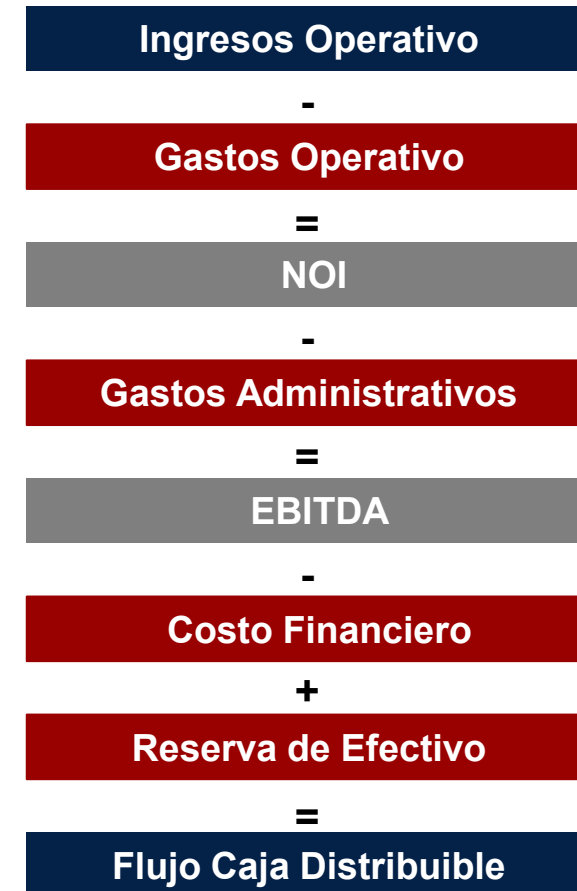 Ingresos Operativo
-
Gastos Operativo
=
NOI
-
Gastos Administrativos
=
EBITDA
-
Costo Financiero
+
Reserva de Efectivo
=
Flujo Caja Distribuible